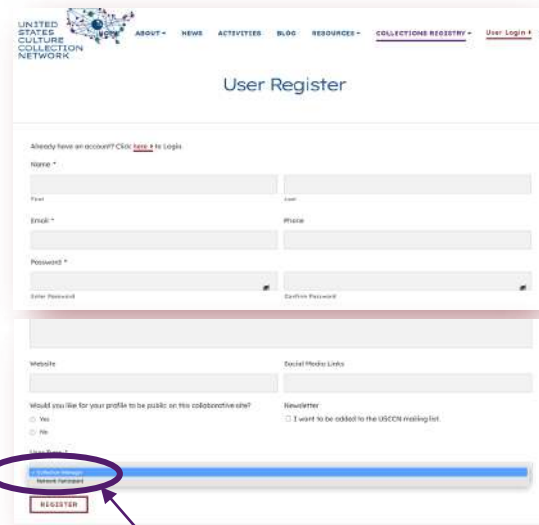 UNITED
STATES
CULTURE
COLLECTION
NETWORK
ABOUT NEWS ACTIVITIES BLOG RESOURCES COLLECTIONS REGISTRY User Login
User Register
Already have an account? Click here to Login
Name *
First Last
Email * Phone
Password *
Enter Password Confirm Password
Website Social Media Links
Would you like for your profile to be public on this collaborative site? Newsletter
Yes I want to be added to the USCCN mailing list.
No
Collection Manager
Network Participant
REGISTER